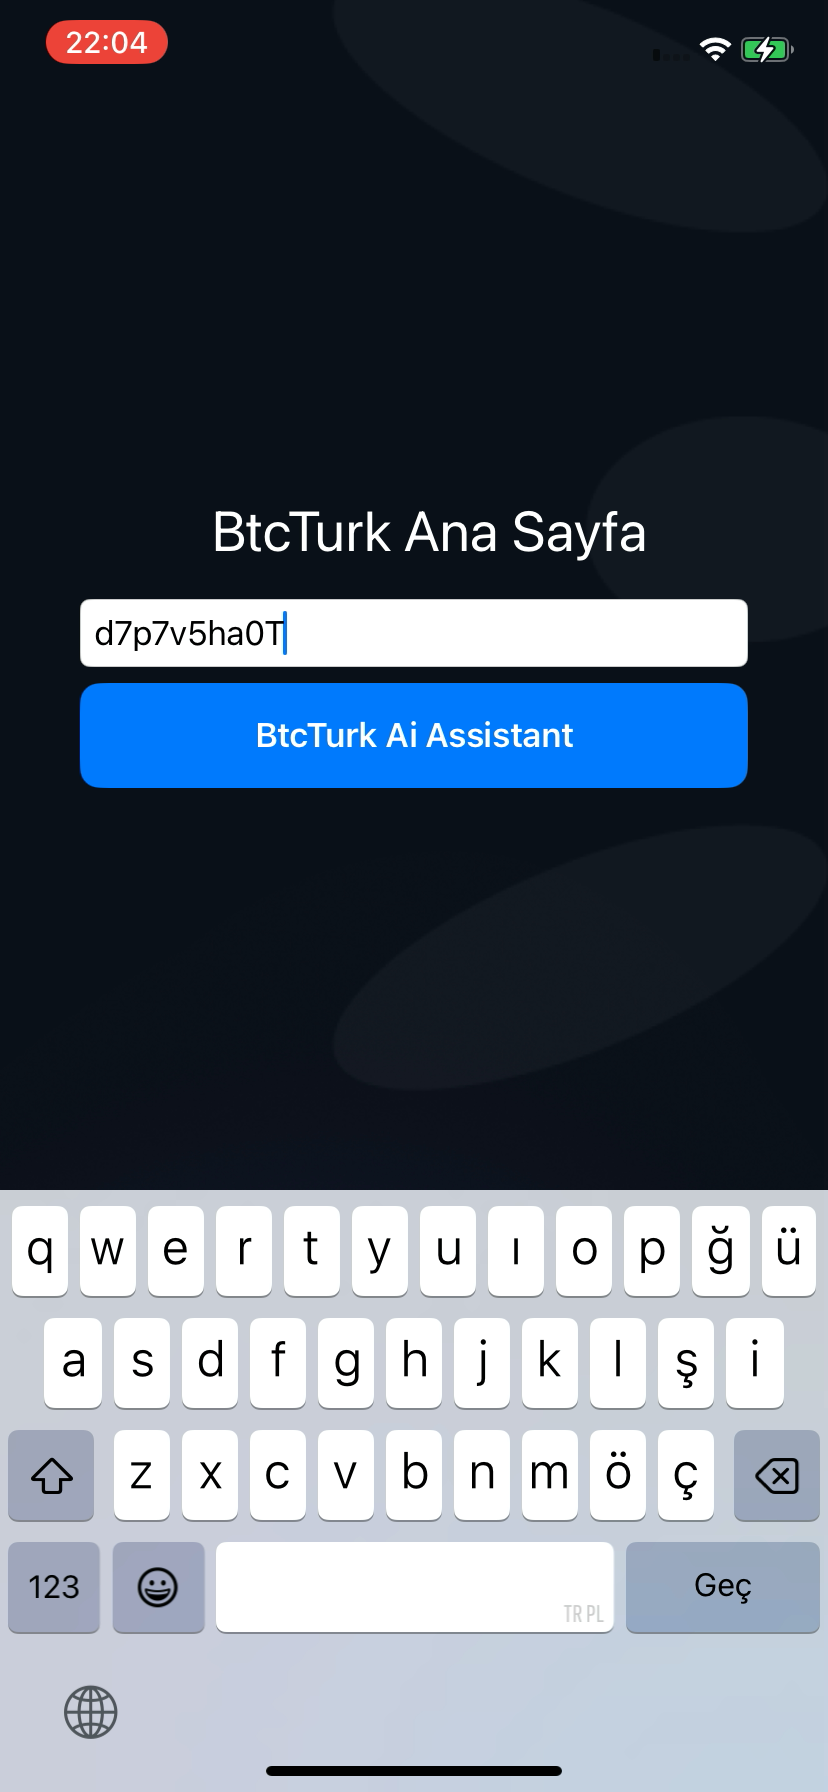 22:04
BtcTurk Ana Sayfa
d7p7v5ha0T
BtcTurk Ai Assistant
q w e r t y u ı o p ğ ü
a s d f g h j k l ş i
z x c v b n m ö ç
123
TR PL
Geç